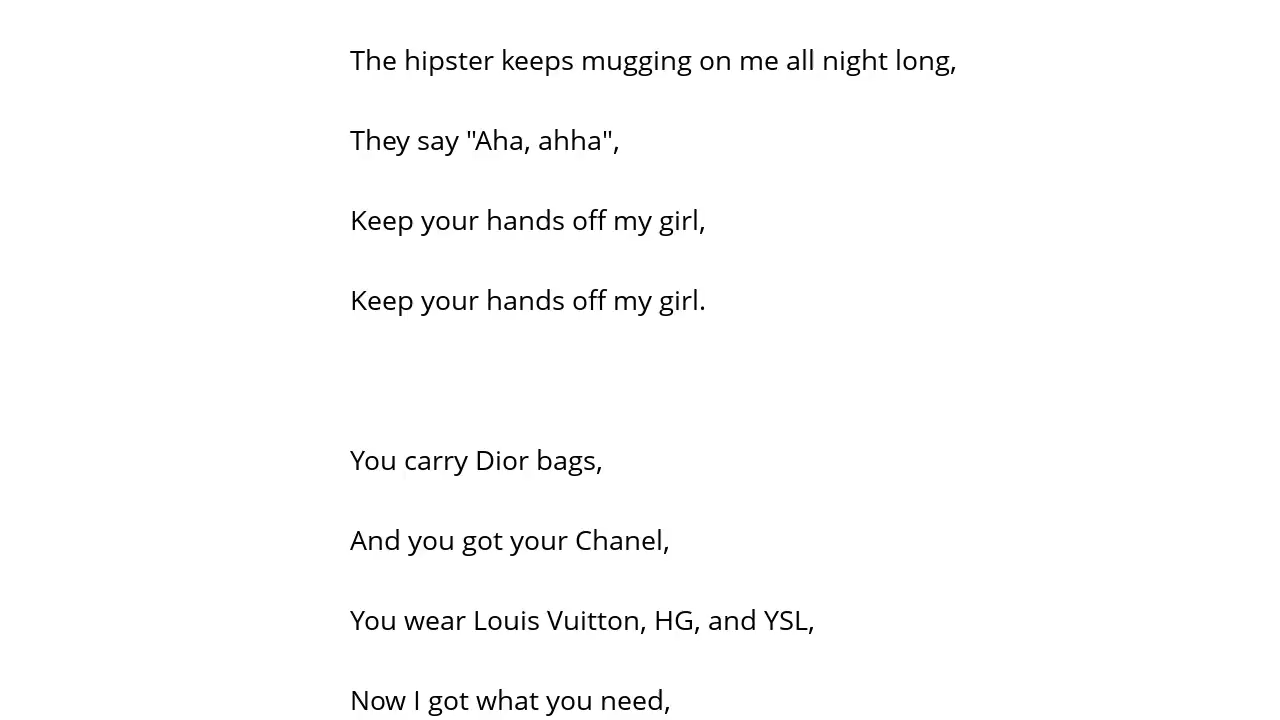 The hipster keeps mugging on me all night long,
They say "Aha, ahha",
Keep your hands off my girl,
Keep your hands off my girl.
You carry Dior bags,
And you got your Chanel,
You wear Louis Vuitton, HG, and YSL,
Now I got what you need,